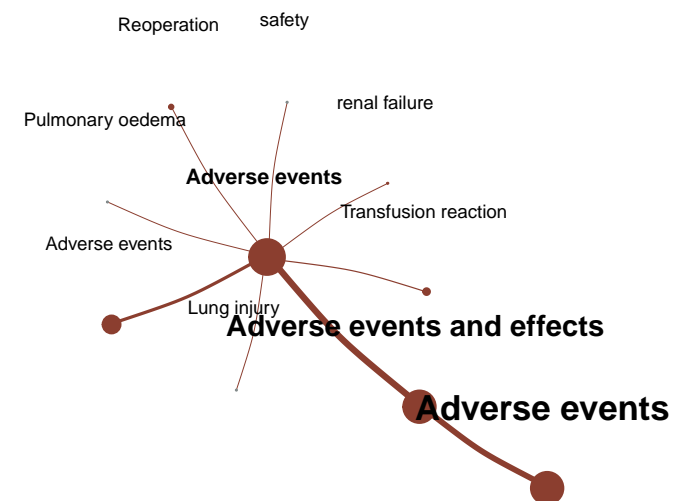 Reoperation
safety
renal failure
Pulmonary oedema
Adverse events
Transfusion reaction
Adverse events
Lung injury
Adverse events and effects
Adverse events